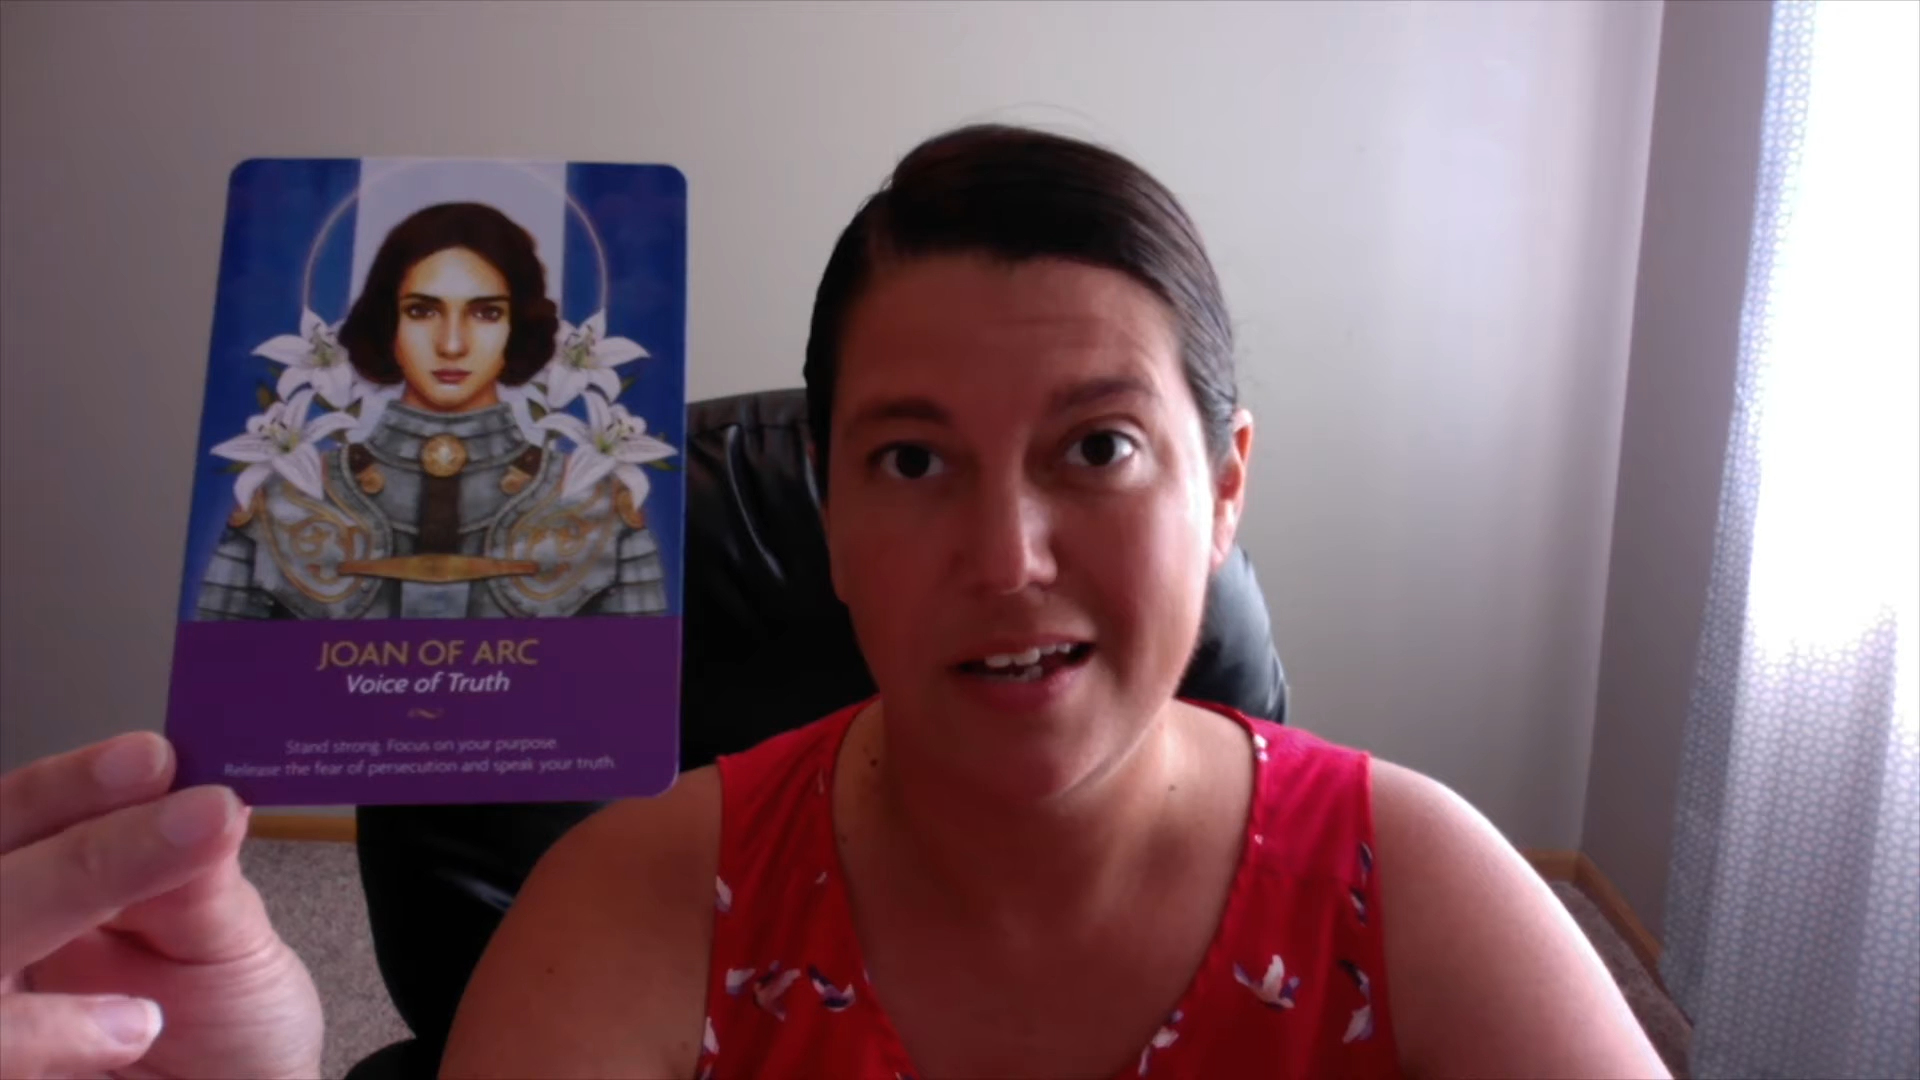 JOAN OF ARC
Voice of Truth
Stand strong. Focus on your purpose
Release the fear of persecution and speak your truth.